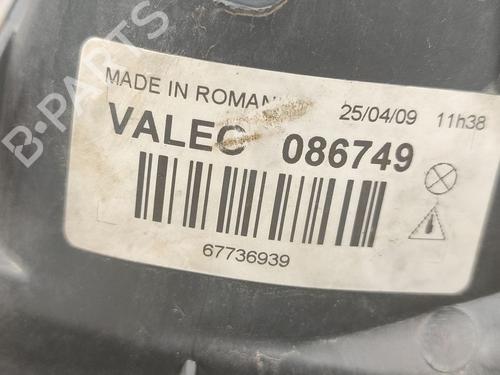 B-PARTS
MADE IN ROMAN
25/04/09 11h38
VALEO 086749
67736939